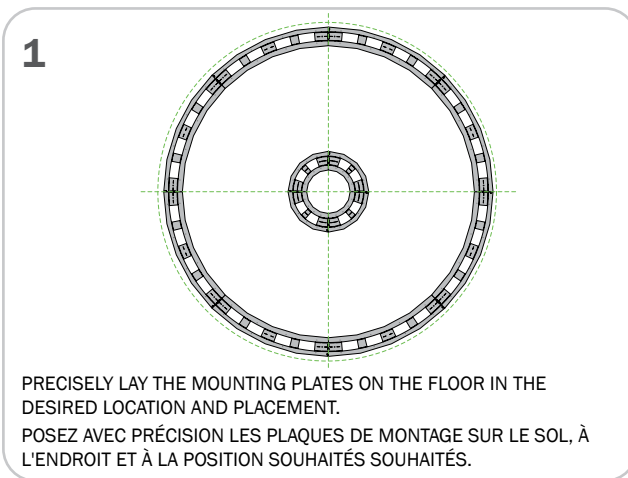 1
PRECISELY LAY THE MOUNTING PLATES ON THE FLOOR IN THE
DESIRED LOCATION AND PLACEMENT.
POSEZ AVEC PRÉCISION LES PLAQUES DE MONTAGE SUR LE SOL, À
L'ENDROIT ET À LA POSITION SOUHAITÉS SOUHAITÉS.